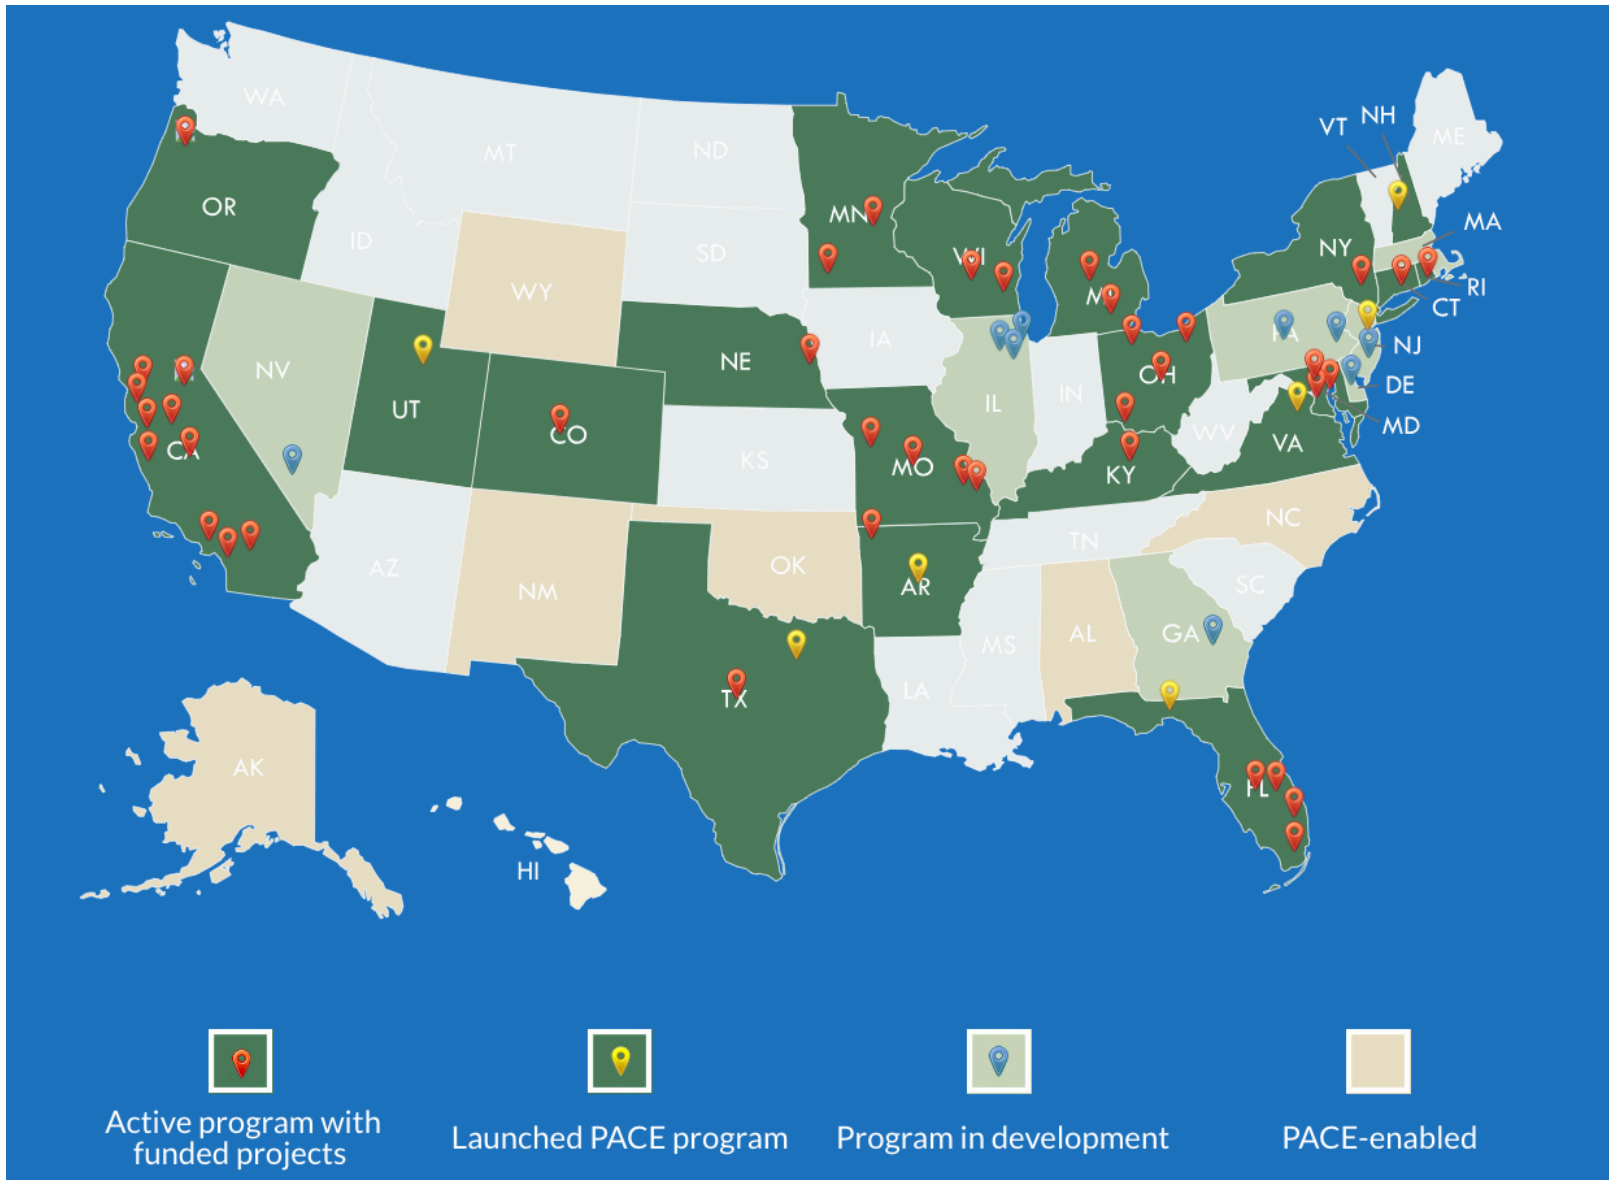 WA
MT
ND
MN
VT
NH
ME
OR
ID
SD
WI
MI
NY
MA
WY
RI
CT
NV
UT
NE
IA
IL
IN
OH
PA
NJ
DE
MD
CA
CO
KS
MO
KY
WV
VA
AZ
NM
OK
AR
TN
NC
SC
TX
LA
MS
AL
GA
FL
AK
HI
Active program with
funded projects
Launched PACE program
Program in development
PACE-enabled